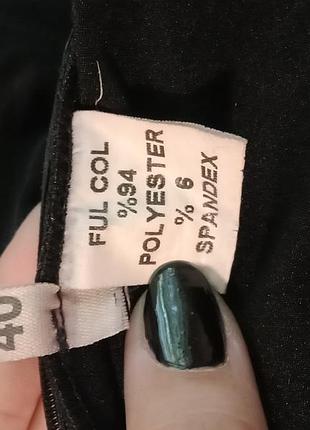 FUL COL
%94
POLYESTER
% 6
SPANDEX
40